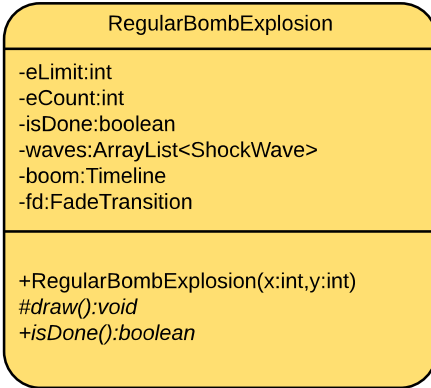 RegularBombExplosion
-eLimit:int
-eCount:int
-isDone:boolean
-waves:ArrayList<ShockWave>
-boom:Timeline
-fd:FadeTransition
+RegularBombExplosion(x:int,y:int)
#draw():void
+isDone():boolean